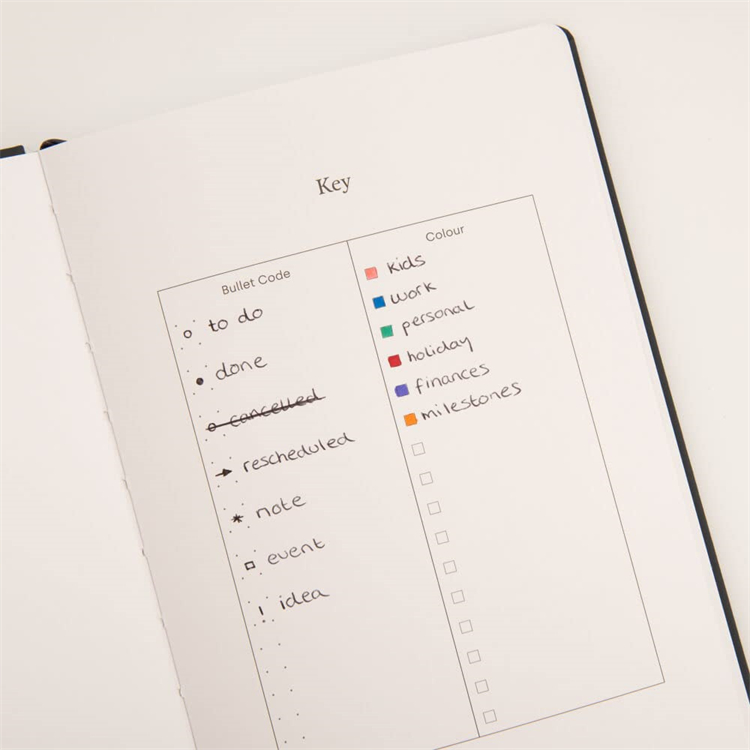 Key
Bullet Code
to do
done
cancelled
rescheduled
note
event
idea
Colour
kids
work
personal
holiday
finances
milestones